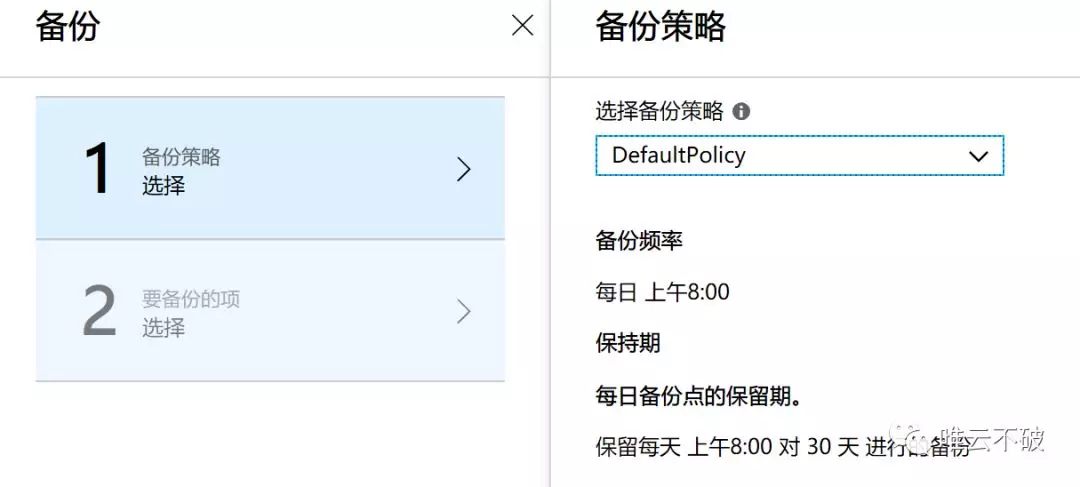 备份
1
备份策略
选择
2
要备份的项
选择
备份策略
选择备份策略
DefaultPolicy
备份频率
每日 上午8:00
保持期
每日备份点的保留期。
保留每天 上午8:00 对 30 天 进行的备份
唯云不破